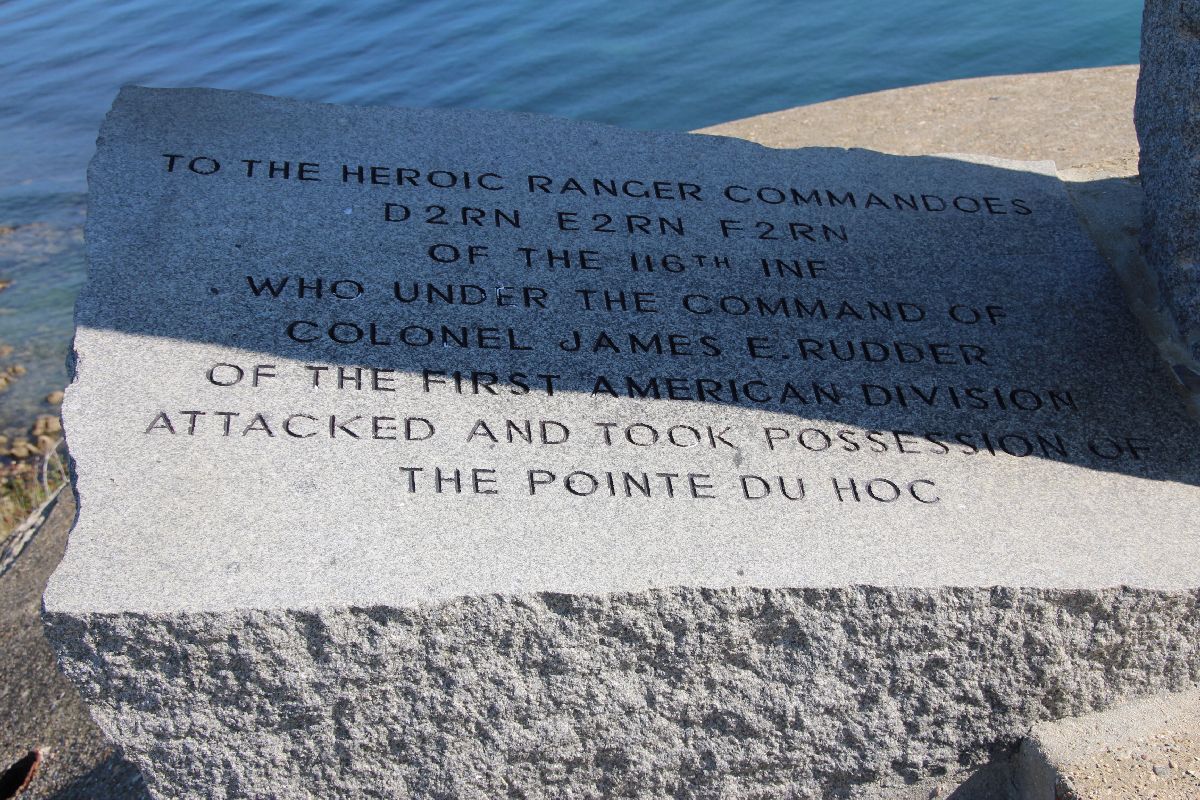 TO THE HEROIC RANGER COMMANDOES
D2RN E2RN F2RN
OF THE 116TH INF
WHO UNDER THE COMMAND OF
COLONEL JAMES E. RUDDER
OF THE FIRST AMERICAN DIVISION
ATTACKED AND TOOK POSSESSION OF
THE POINTE DU HOC